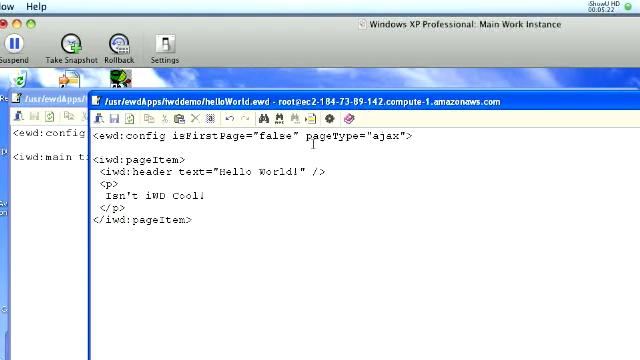 ow Help
iShowU HD
00:05:22
Windows XP Professional: Main Work Instance
Suspend Take Snapshot Rollback Settings
/usr/ewdApps/iwddemo/helloWorld.ewd - root@ec2-184-73-89-142.compute-1.amazonaws.com
/usr/ewdApps/
<ewd:config
<iwd:main ti
<ewd:config isFirstPage="false" pageType="ajax">
<iwd:pageItem>
<iwd:header text="Hello World!" />
<p>
Isn't iWD Cool!
</p>
</iwd:pageItem>